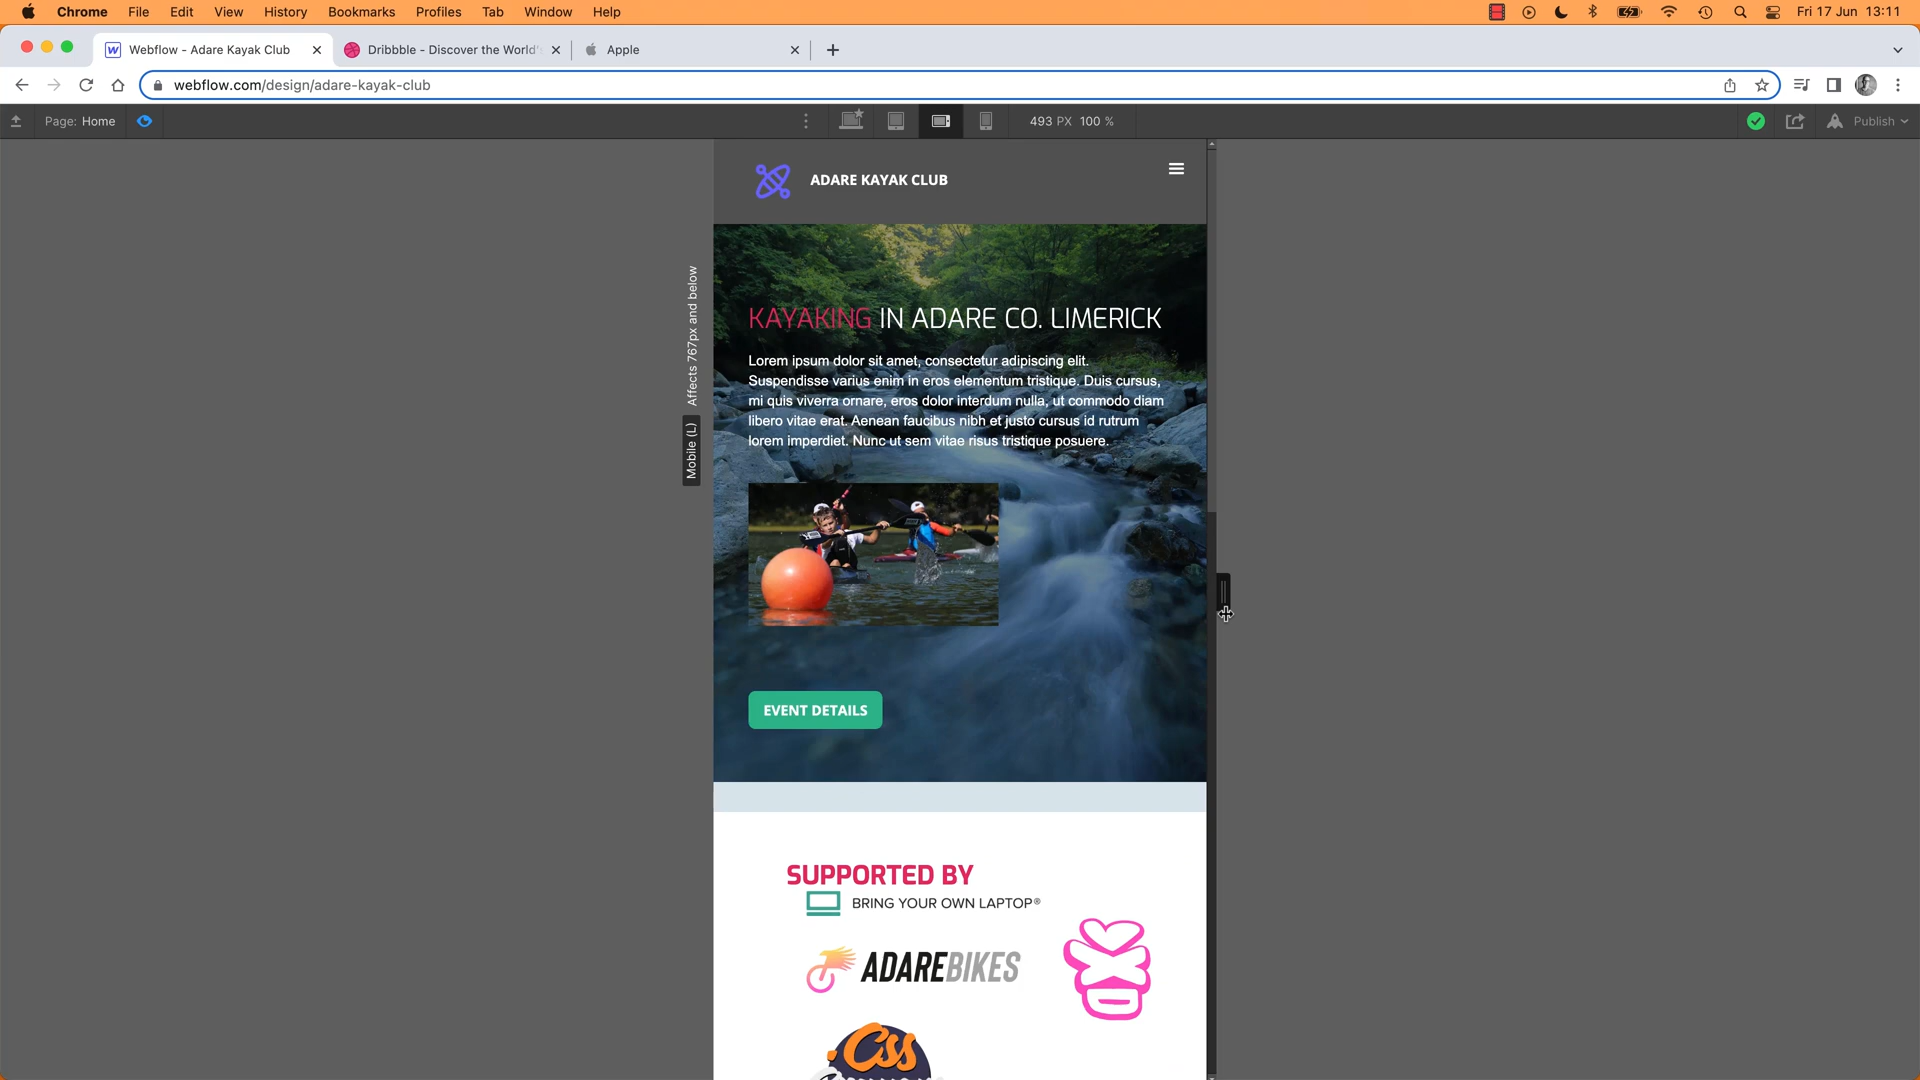 Chrome File Edit View History Bookmarks Profiles Tab Window Help Fri 17 Jun 13:11
Webflow - Adare Kayak Club
Dribbble - Discover the World'
Apple
webflow.com/design/adare-kayak-club
Page: Home
493 PX 100 %
Publish
ADARE KAYAK CLUB
Affects 767px and below
Mobile (L)
KAYAKING IN ADARE CO. LIMERICK
Lorem ipsum dolor sit amet, consectetur adipiscing elit.
Suspendisse varius enim in eros elementum tristique. Duis cursus,
mi quis viverra ornare, eros dolor interdum nulla, ut commodo diam
libero vitae erat. Aenean faucibus nibh et justo cursus id rutrum
lorem imperdiet. Nunc ut sem vitae risus tristique posuere.
EVENT DETAILS
SUPPORTED BY
BRING YOUR OWN LAPTOP®
ADAREBIKES
CSS